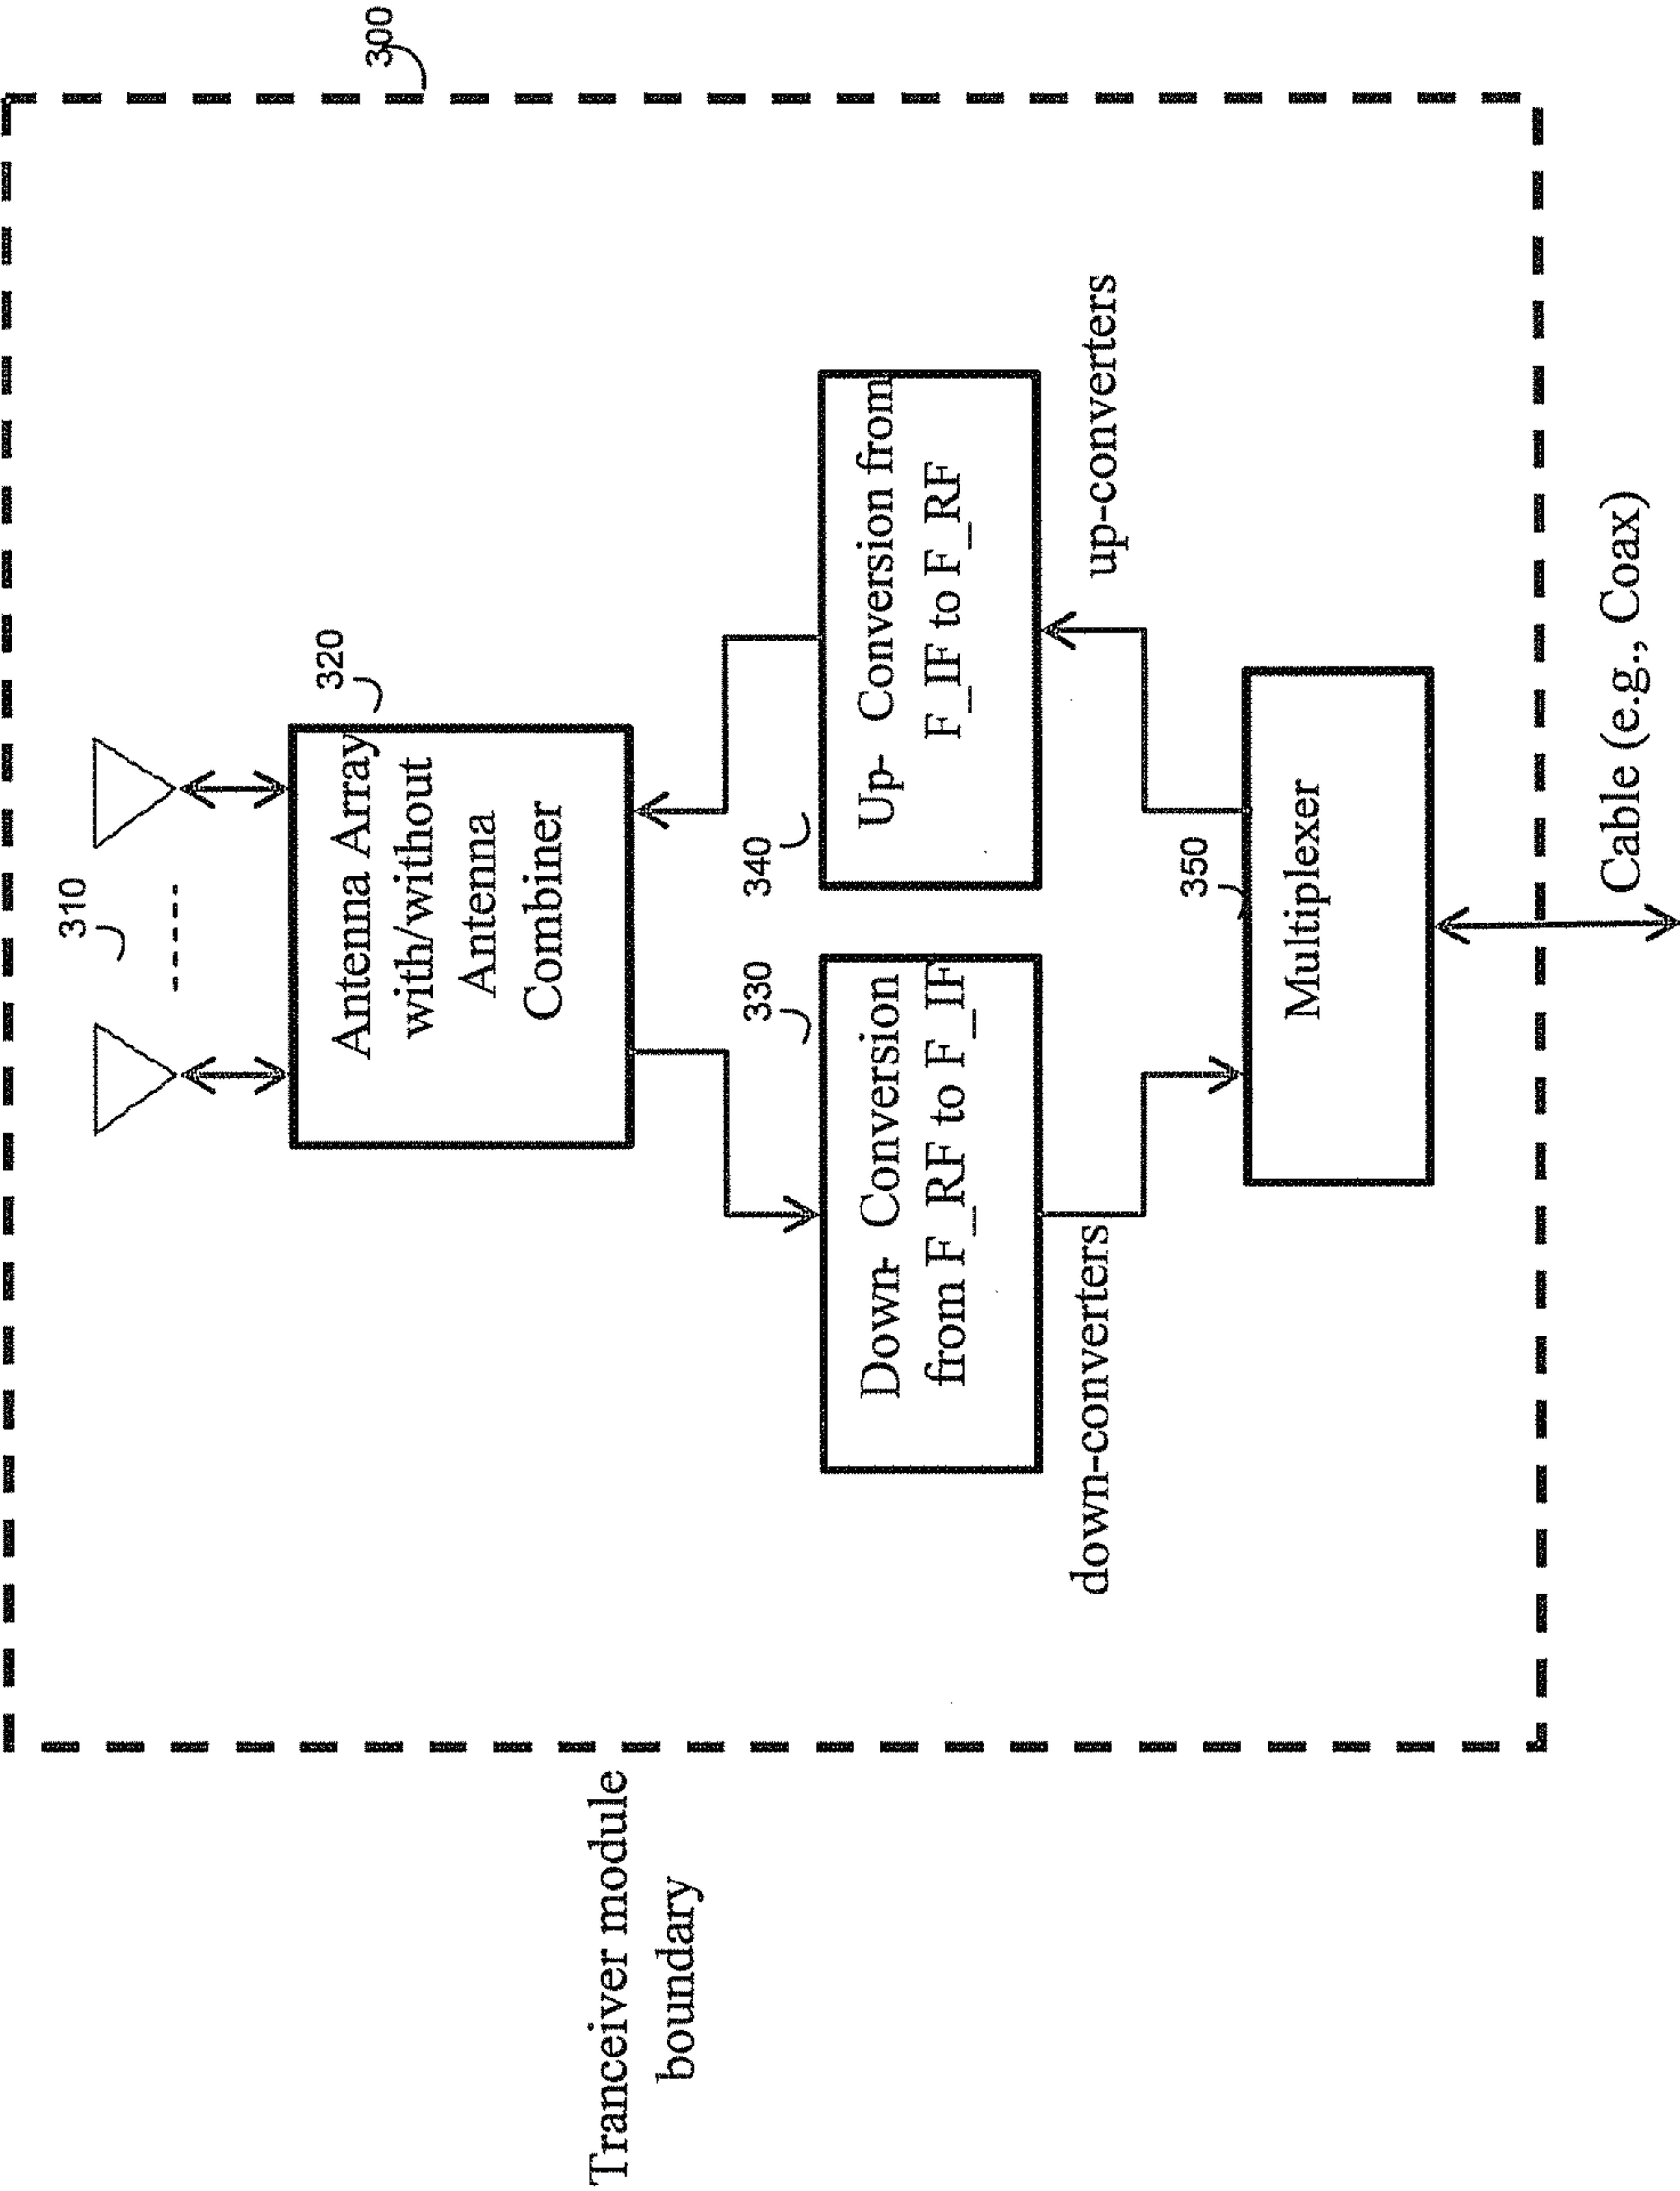 Tranceiver module
boundary
300
310
320
Antenna Array
with/without
Antenna
Combiner
330
Down- Conversion
from F_RF to F_IF
down-converters
340
Up- Conversion from
F_IF to F_RF
up-converters
350
Multiplexer
Cable (e.g., Coax)